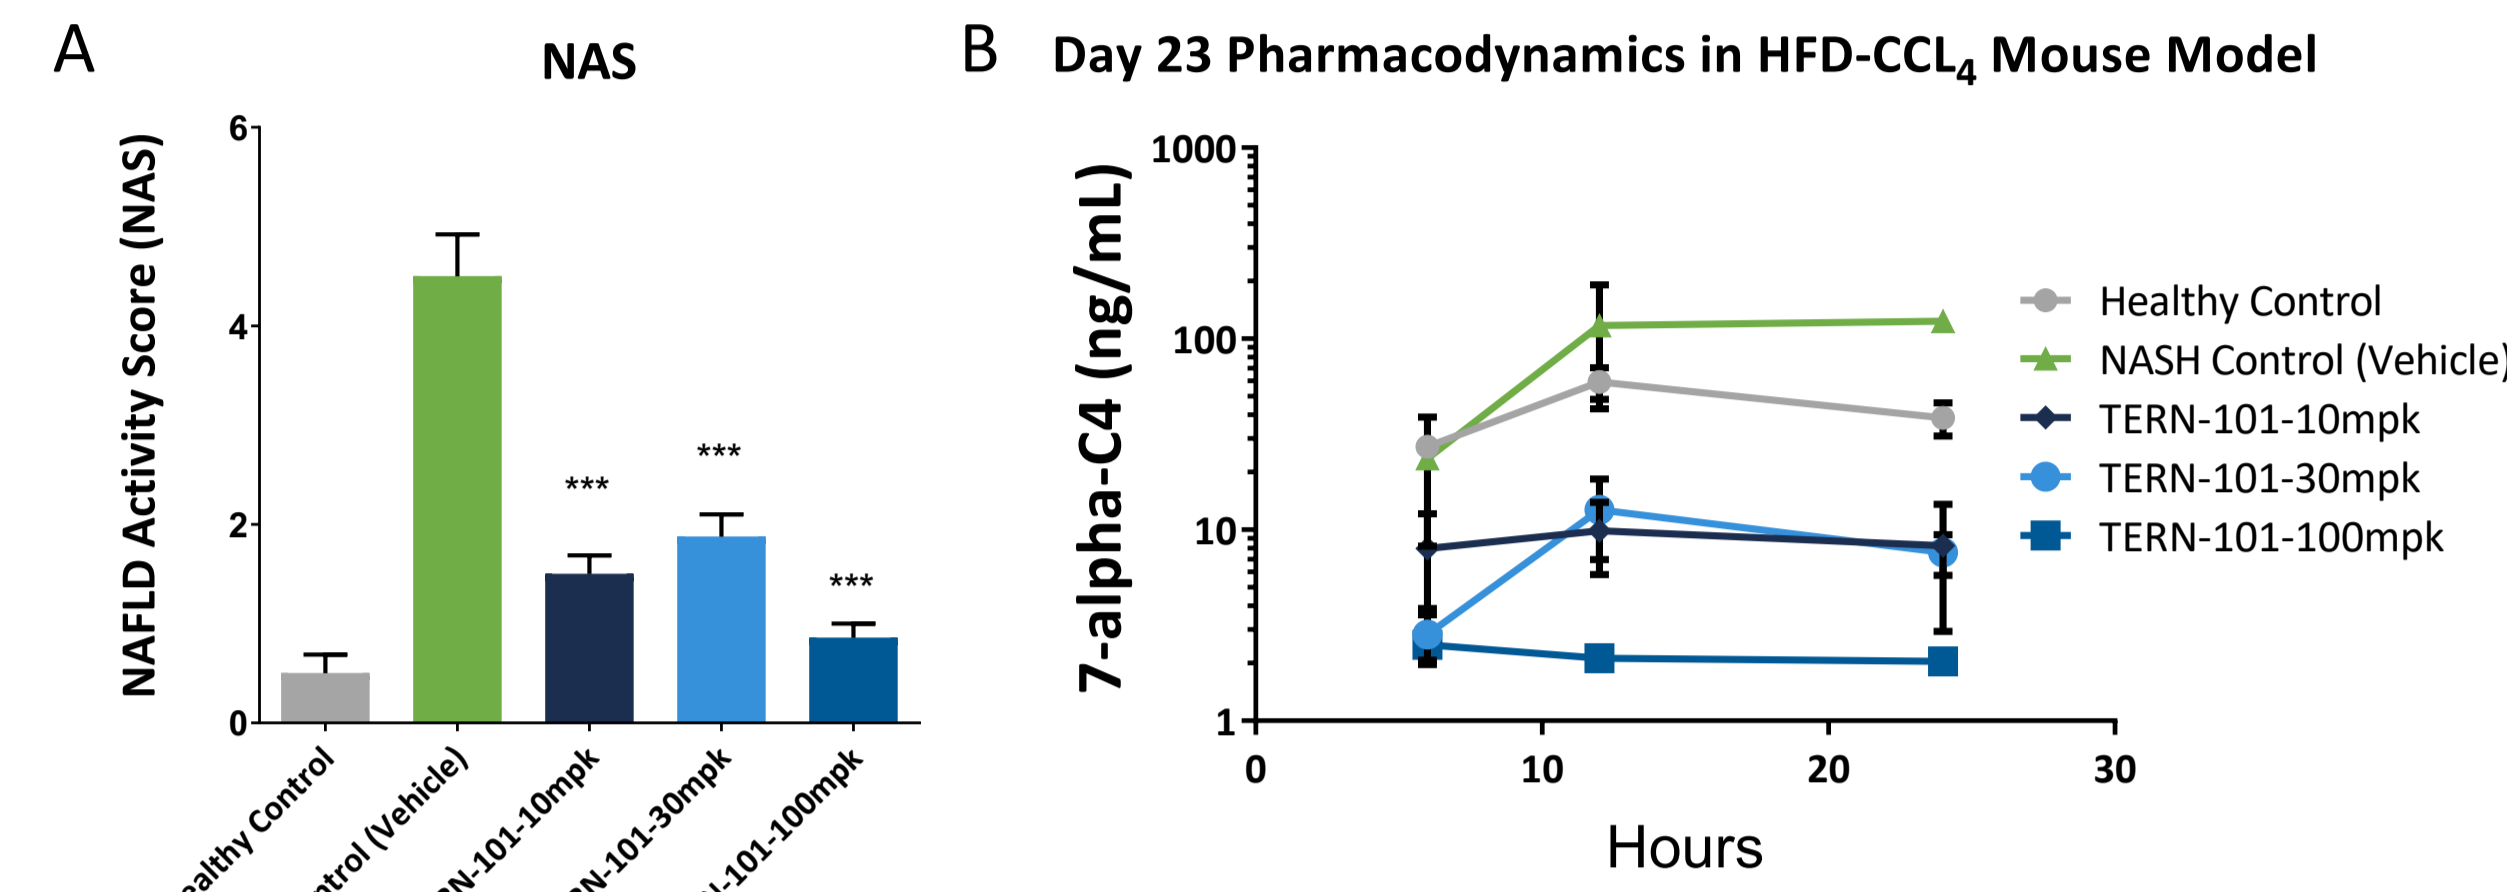 A
NAS
NAFLD Activity Score (NAS)
6
4
2
0
***
***
***
ealthy Control
ntrol (Vehicle)
RN-101-10mpk
RN-101-30mpk
N-101-100mpk
B
Day 23 Pharmacodynamics in HFD-CCL4 Mouse Model
7-alpha-C4 (ng/mL)
1000
100
10
1
0
10
20
30
Hours
Healthy Control
NASH Control (Vehicle)
TERN-101-10mpk
TERN-101-30mpk
TERN-101-100mpk